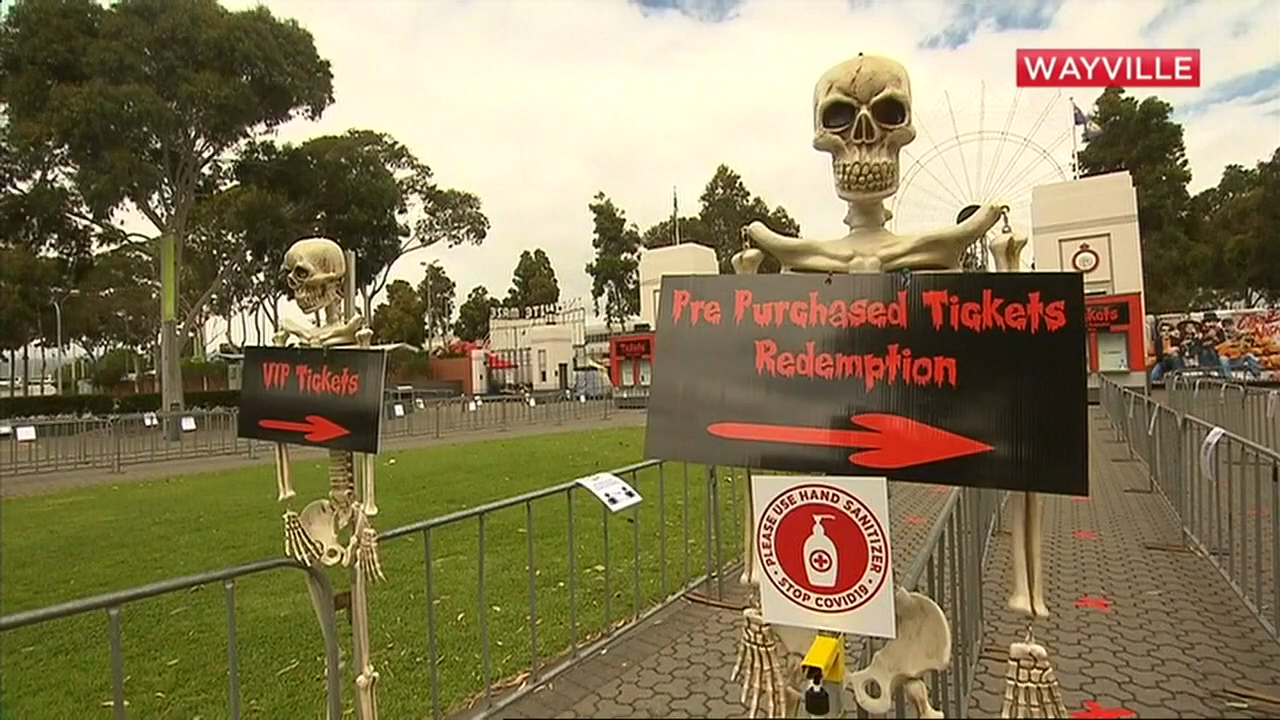 WAYVILLE
Pre Purchased Tickets
Redemption
VIP Tickets
PLEASE USE HAND SANITIZER
STOP COVID19
Tickets